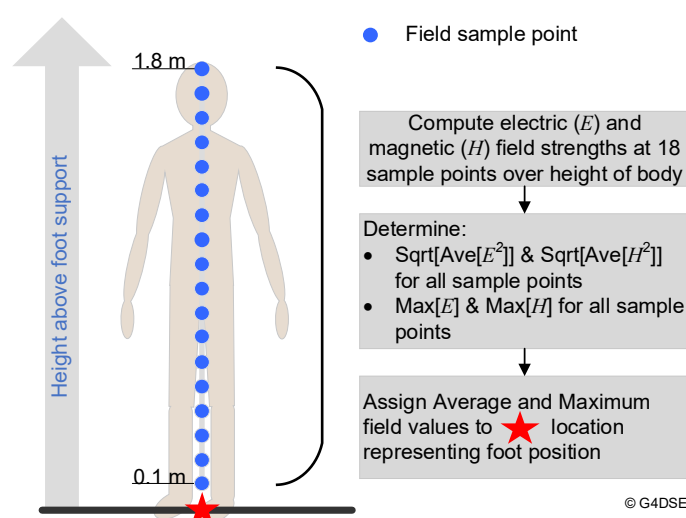 Field sample point
1.8 m
Height above foot support
0.1 m
Compute electric (E) and
magnetic (H) field strengths at 18
sample points over height of body
Determine:
• Sqrt[Ave[E²]] & Sqrt[Ave[H²]]
for all sample points
• Max[E] & Max[H] for all sample
points
Assign Average and Maximum
field values to location
representing foot position
© G4DSE